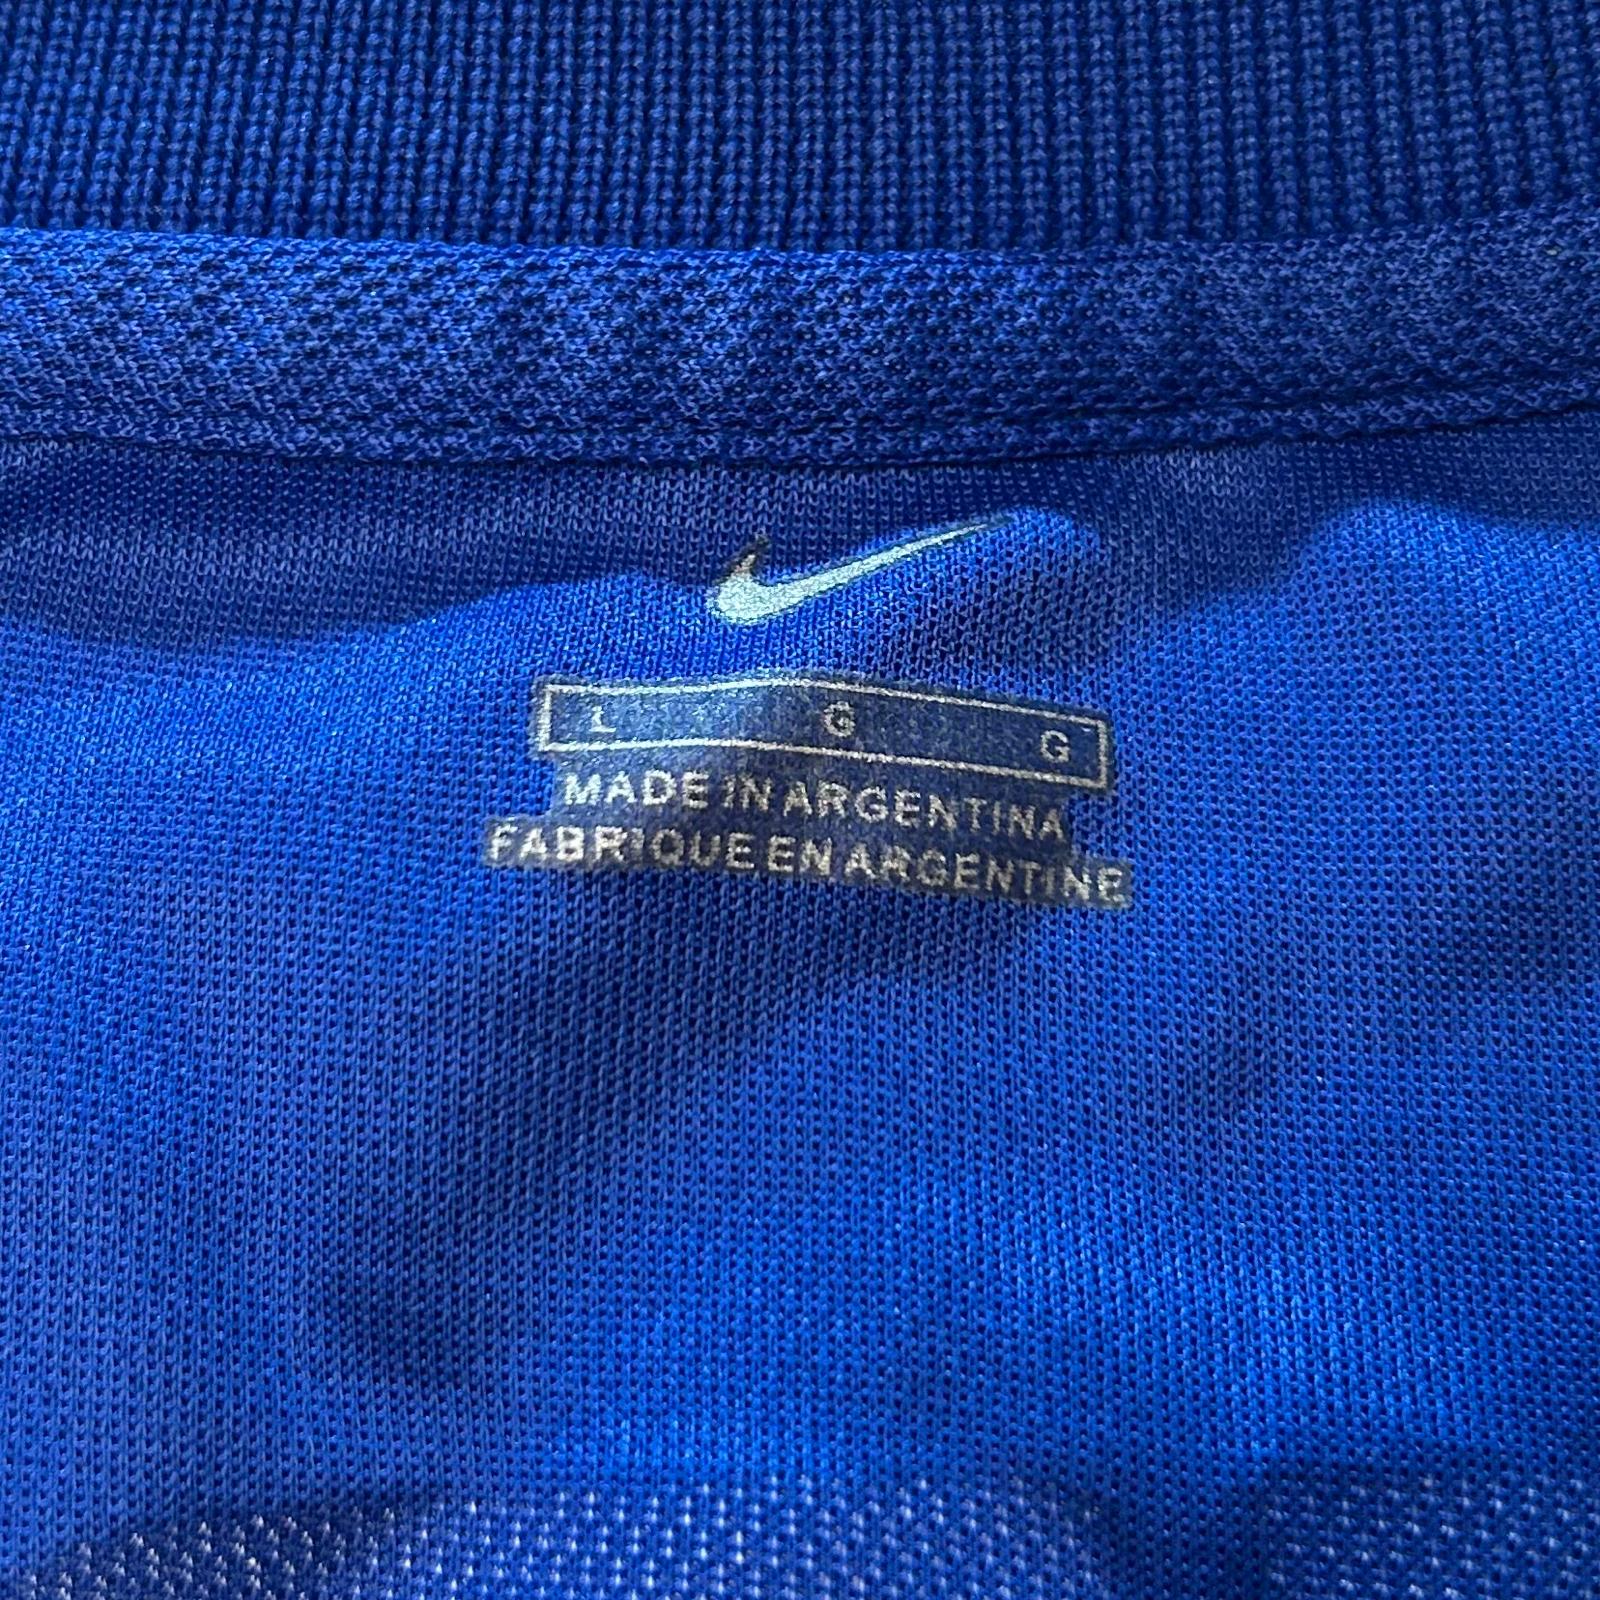 L G G
MADE IN ARGENTINA
FABRIQUE EN ARGENTINE